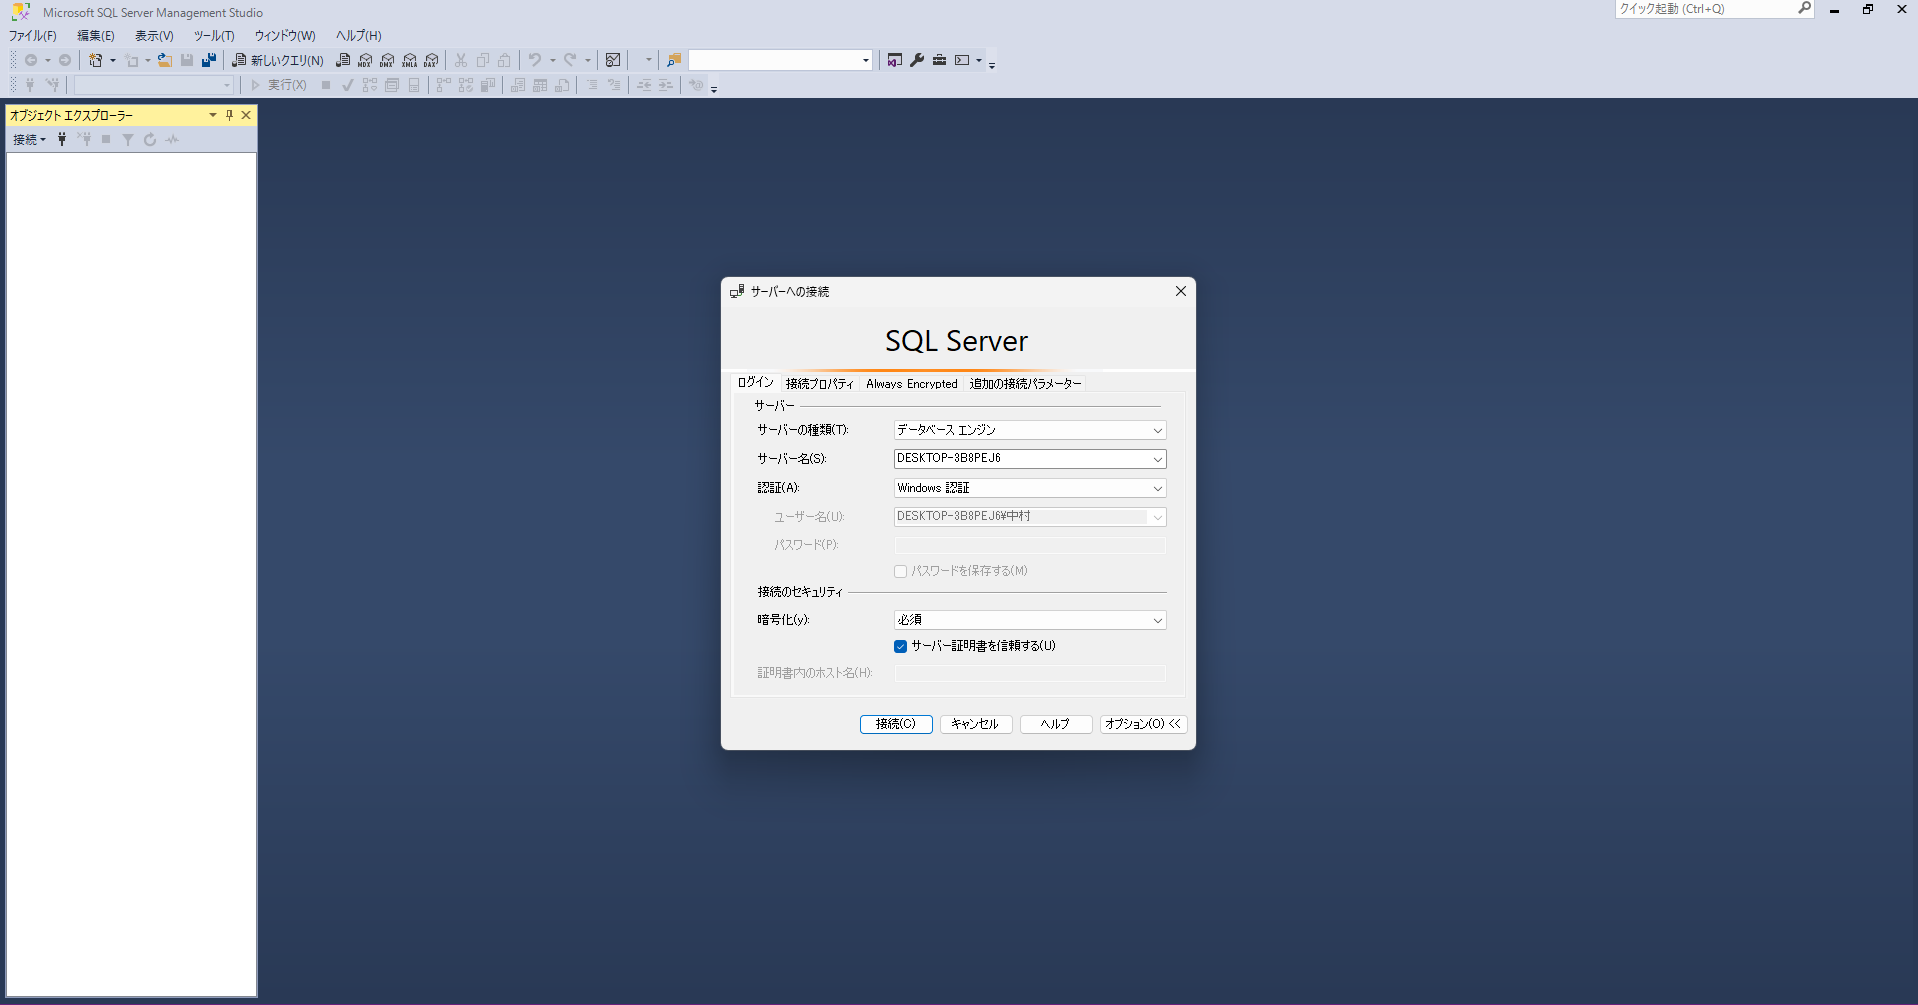 Microsoft SQL Server Management Studio
クイック起動 (Ctrl+Q)
ファイル(F) 編集(E) 表示(V) ツール(T) ウィンドウ(W) ヘルプ(H)
新しいクエリ(N) MDX DMX XMLA DAX
実行(X)
オブジェクト エクスプローラー
接続
サーバーへの接続
SQL Server
ログイン 接続プロパティ Always Encrypted 追加の接続パラメーター
サーバー
サーバーの種類(T): データベース エンジン
サーバー名(S): DESKTOP-3B8PEJ6
認証(A): Windows 認証
ユーザー名(U): DESKTOP-3B8PEJ6¥中村
パスワード(P):
パスワードを保存する(M)
接続のセキュリティ
暗号化(y): 必須
サーバー証明書を信頼する(U)
証明書内のホスト名(H):
接続(C) キャンセル ヘルプ オプション(O) <<